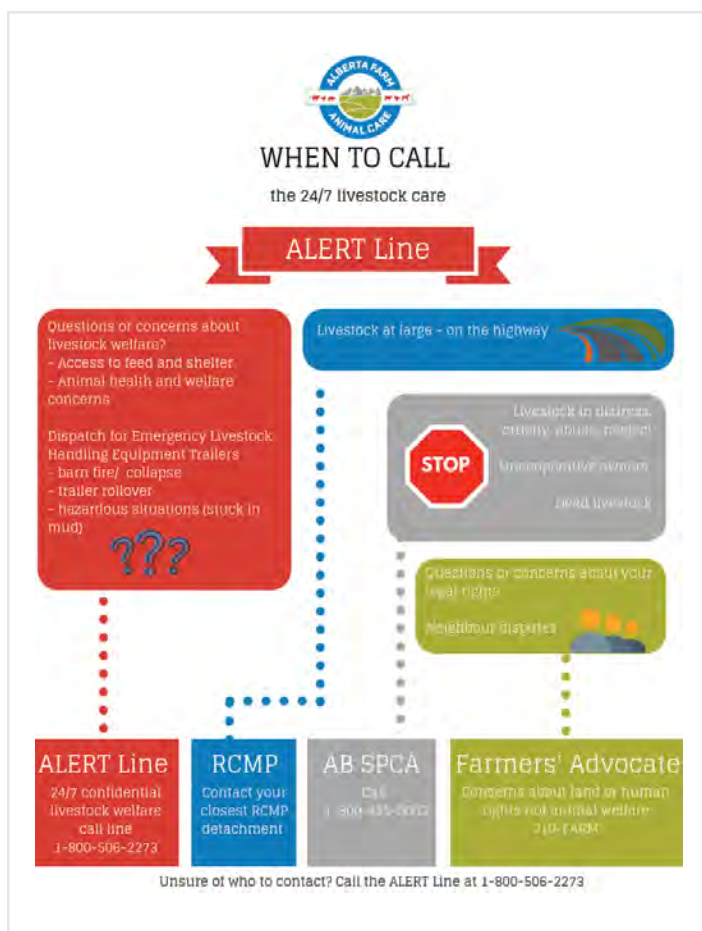 ALBERTA FARM
ANIMAL CARE
WHEN TO CALL
the 24/7 livestock care
ALERT Line
Questions or concerns about
livestock welfare?
- Access to feed and shelter
- Animal health and welfare
concerns
Dispatch for Emergency Livestock
Handling Equipment Trailers
- barn fire/ collapse
- trailer rollover
- hazardous situations (stuck in
mud)
???
Livestock at large - on the highway
Livestock in distress,
STOP
Dead livestock
Questions or concerns about your
legal rights
Neighbour disputes
ALERT Line
24/7 confidential
livestock welfare
call line
1-800-506-2273
RCMP
Contact your
closest RCMP
detachment
AB SPCA
Call
Farmers' Advocate
Concerns about land or human
rights not animal welfare
310-FARM
Unsure of who to contact? Call the ALERT Line at 1-800-506-2273